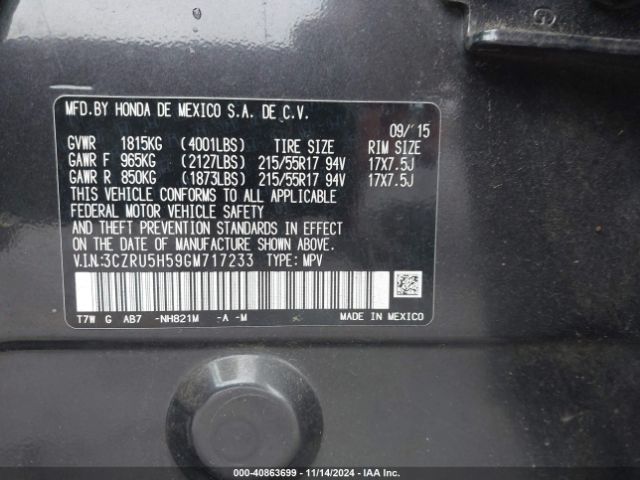 MFD.BY HONDA DE MEXICO S.A. DE C.V.
09/'15
GVWR 1815KG (4001LBS) TIRE SIZE RIM SIZE
GAWR F 965KG (2127LBS) 215/55R17 94V 17X7.5J
GAWR R 850KG (1873LBS) 215/55R17 94V 17X7.5J
THIS VEHICLE CONFORMS TO ALL APPLICABLE
FEDERAL MOTOR VEHICLE SAFETY
AND THEFT PREVENTION STANDARDS IN EFFECT
ON THE DATE OF MANUFACTURE SHOWN ABOVE.
V.I.N.:3CZRU5H59GM717233 TYPE: MPV
T7W G AB7 -NH821M -A -M MADE IN MEXICO
000-40863699 - 11/14/2024 - IAAI.com